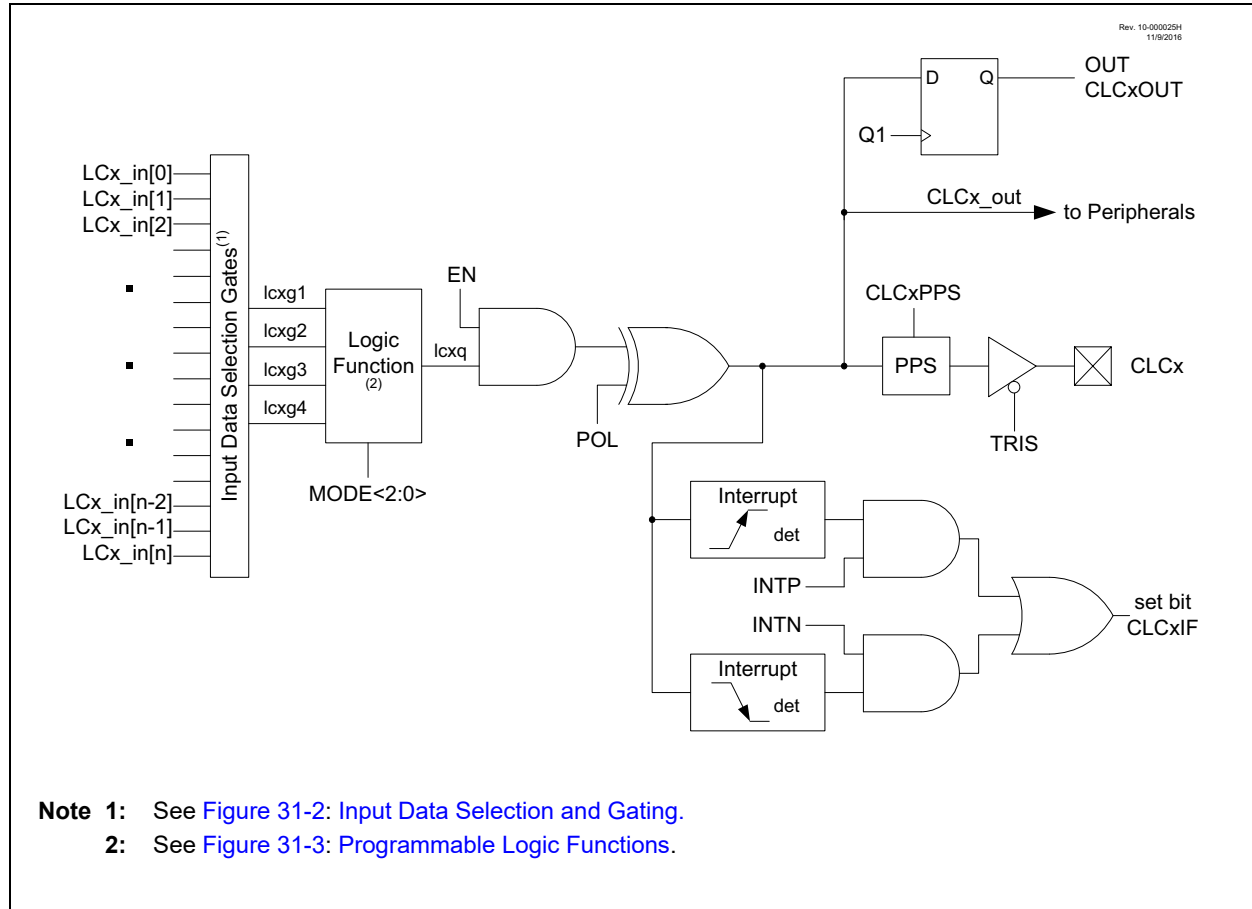 Rev. 10-000025H
11/9/2016
D
Q
OUT
CLCxOUT
Q1
CLCx_out
to Peripherals
LCx_in[0]
LCx_in[1]
LCx_in[2]
LCx_in[n-2]
LCx_in[n-1]
LCx_in[n]
Input Data Selection Gates(1)
lcxg1
lcxg2
lcxg3
lcxg4
Logic
Function
(2)
MODE<2:0>
lcxq
EN
POL
CLCxPPS
PPS
TRIS
CLCx
Interrupt
det
INTP
INTN
Interrupt
det
set bit
CLCxIF
Note 1: See Figure 31-2: Input Data Selection and Gating.
2: See Figure 31-3: Programmable Logic Functions.